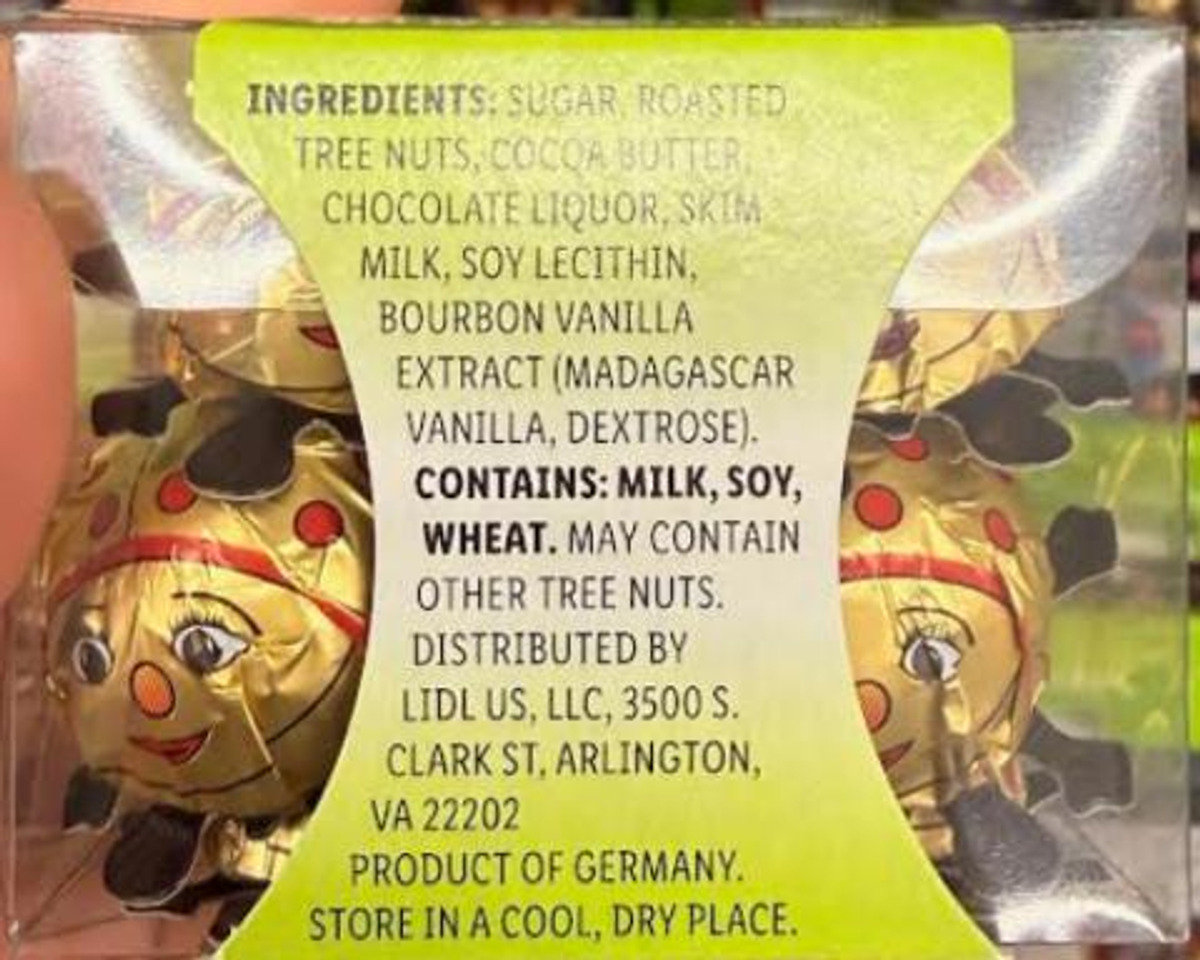 INGREDIENTS: SUGAR, ROASTED
TREE NUTS, COCOA BUTTER,
CHOCOLATE LIQUOR, SKIM
MILK, SOY LECITHIN,
BOURBON VANILLA
EXTRACT (MADAGASCAR
VANILLA, DEXTROSE).
CONTAINS: MILK, SOY,
WHEAT. MAY CONTAIN
OTHER TREE NUTS.
DISTRIBUTED BY
LIDL US, LLC, 3500 S.
CLARK ST, ARLINGTON,
VA 22202
PRODUCT OF GERMANY.
STORE IN A COOL, DRY PLACE.